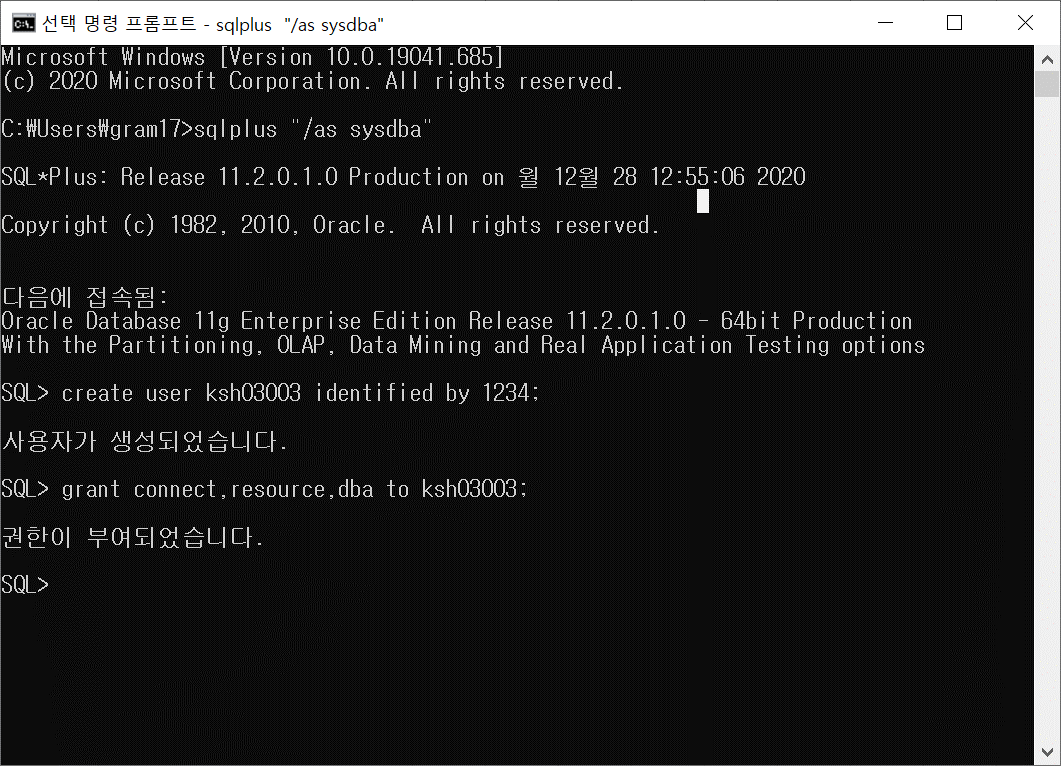 선택 명령 프롬프트 - sqlplus  "/as sysdba"
Microsoft Windows [Version 10.0.19041.685]
(c) 2020 Microsoft Corporation. All rights reserved.
C:₩Users₩gram17>sqlplus "/as sysdba"
SQL*Plus: Release 11.2.0.1.0 Production on 월 12월 28 12:55:06 2020
Copyright (c) 1982, 2010, Oracle.  All rights reserved.
다음에 접속됨:
Oracle Database 11g Enterprise Edition Release 11.2.0.1.0 - 64bit Production
With the Partitioning, OLAP, Data Mining and Real Application Testing options
SQL> create user ksh03003 identified by 1234;
사용자가 생성되었습니다.
SQL> grant connect,resource,dba to ksh03003;
권한이 부여되었습니다.
SQL>